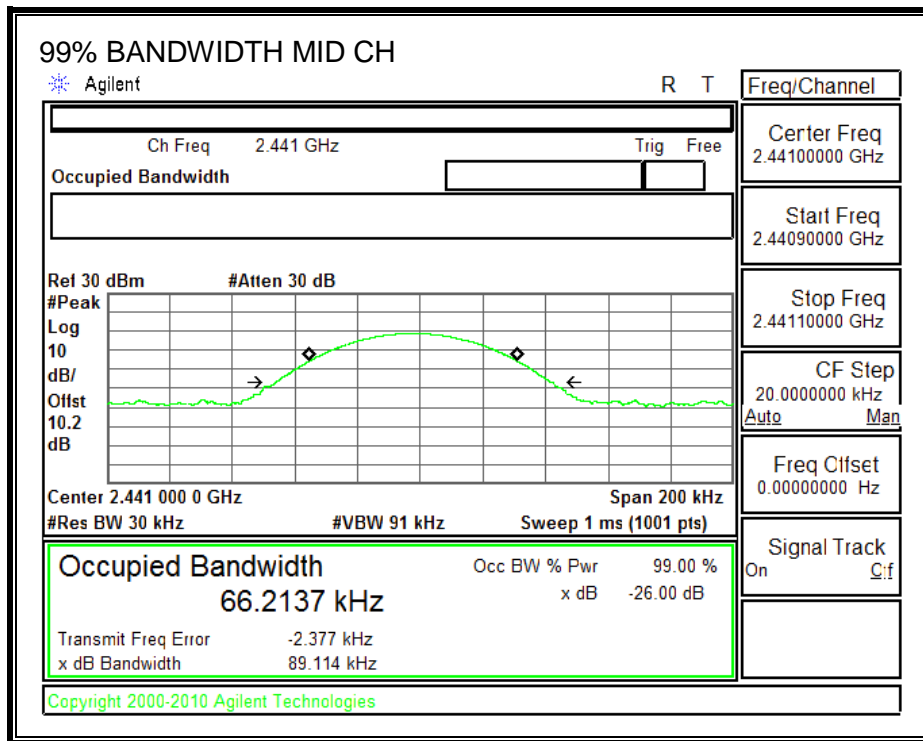 99% BANDWIDTH MID CH
Agilent R T
Freq/Channel
Ch Freq 2.441 GHz Trig Free
Occupied Bandwidth
Center Freq
2.44100000 GHz
Start Freq
2.44090000 GHz
Stop Freq
2.44110000 GHz
CF Step
20.0000000 kHz
Auto Man
Freq Offset
0.00000000 Hz
Signal Track
On Off
Ref 30 dBm #Atten 30 dB
#Peak
Log
10
dB/
Offst
10.2
dB
Center 2.441 000 0 GHz Span 200 kHz
#Res BW 30 kHz #VBW 91 kHz Sweep 1 ms (1001 pts)
Occupied Bandwidth Occ BW % Pwr 99.00 %
66.2137 kHz x dB -26.00 dB
Transmit Freq Error -2.377 kHz
x dB Bandwidth 89.114 kHz
Copyright 2000-2010 Agilent Technologies